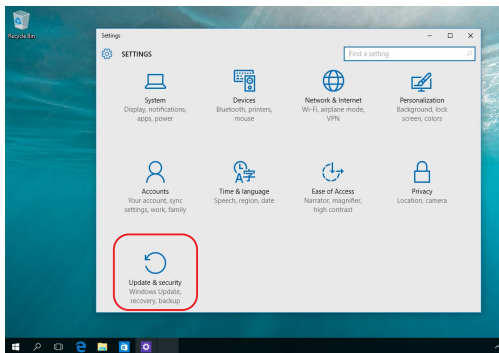 Recycle Bin
Settings
SETTINGS
Find a setting
System
Display, notifications,
apps, power
Devices
Bluetooth, printers,
mouse
Network & Internet
Wi-Fi, airplane mode,
VPN
Personalization
Background, lock
screen, colors
Accounts
Your account, sync
settings, work, family
Time & language
Speech, region, date
Ease of Access
Narrator, magnifier,
high contrast
Privacy
Location, camera
Update & security
Windows Update,
recovery, backup